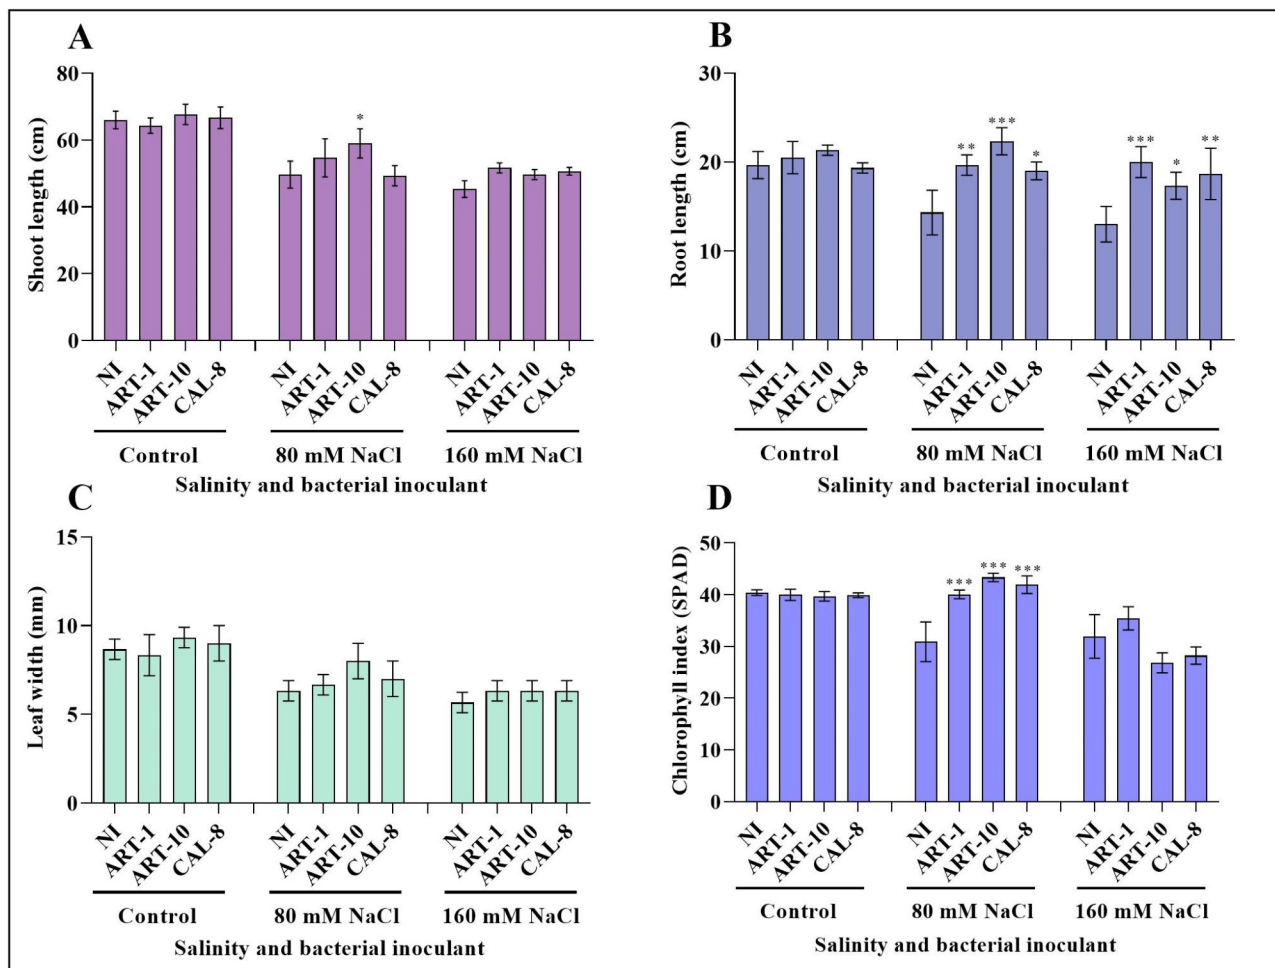 A
Shoot length (cm)
80
60
40
20
0
*
NI
ART-1
ART-10
CAL-8
NI
ART-1
ART-10
CAL-8
NI
ART-1
ART-10
CAL-8
Control
80 mM NaCl
160 mM NaCl
Salinity and bacterial inoculant
B
Root length (cm)
30
20
10
0
**
***
*
***
*
**
NI
ART-1
ART-10
CAL-8
NI
ART-1
ART-10
CAL-8
NI
ART-1
ART-10
CAL-8
Control
80 mM NaCl
160 mM NaCl
Salinity and bacterial inoculant
C
Leaf width (mm)
15
10
5
0
NI
ART-1
ART-10
CAL-8
NI
ART-1
ART-10
CAL-8
NI
ART-1
ART-10
CAL-8
Control
80 mM NaCl
160 mM NaCl
Salinity and bacterial inoculant
D
Chlorophyll index (SPAD)
50
40
30
20
10
0
***
***
***
NI
ART-1
ART-10
CAL-8
NI
ART-1
ART-10
CAL-8
NI
ART-1
ART-10
CAL-8
Control
80 mM NaCl
160 mM NaCl
Salinity and bacterial inoculant